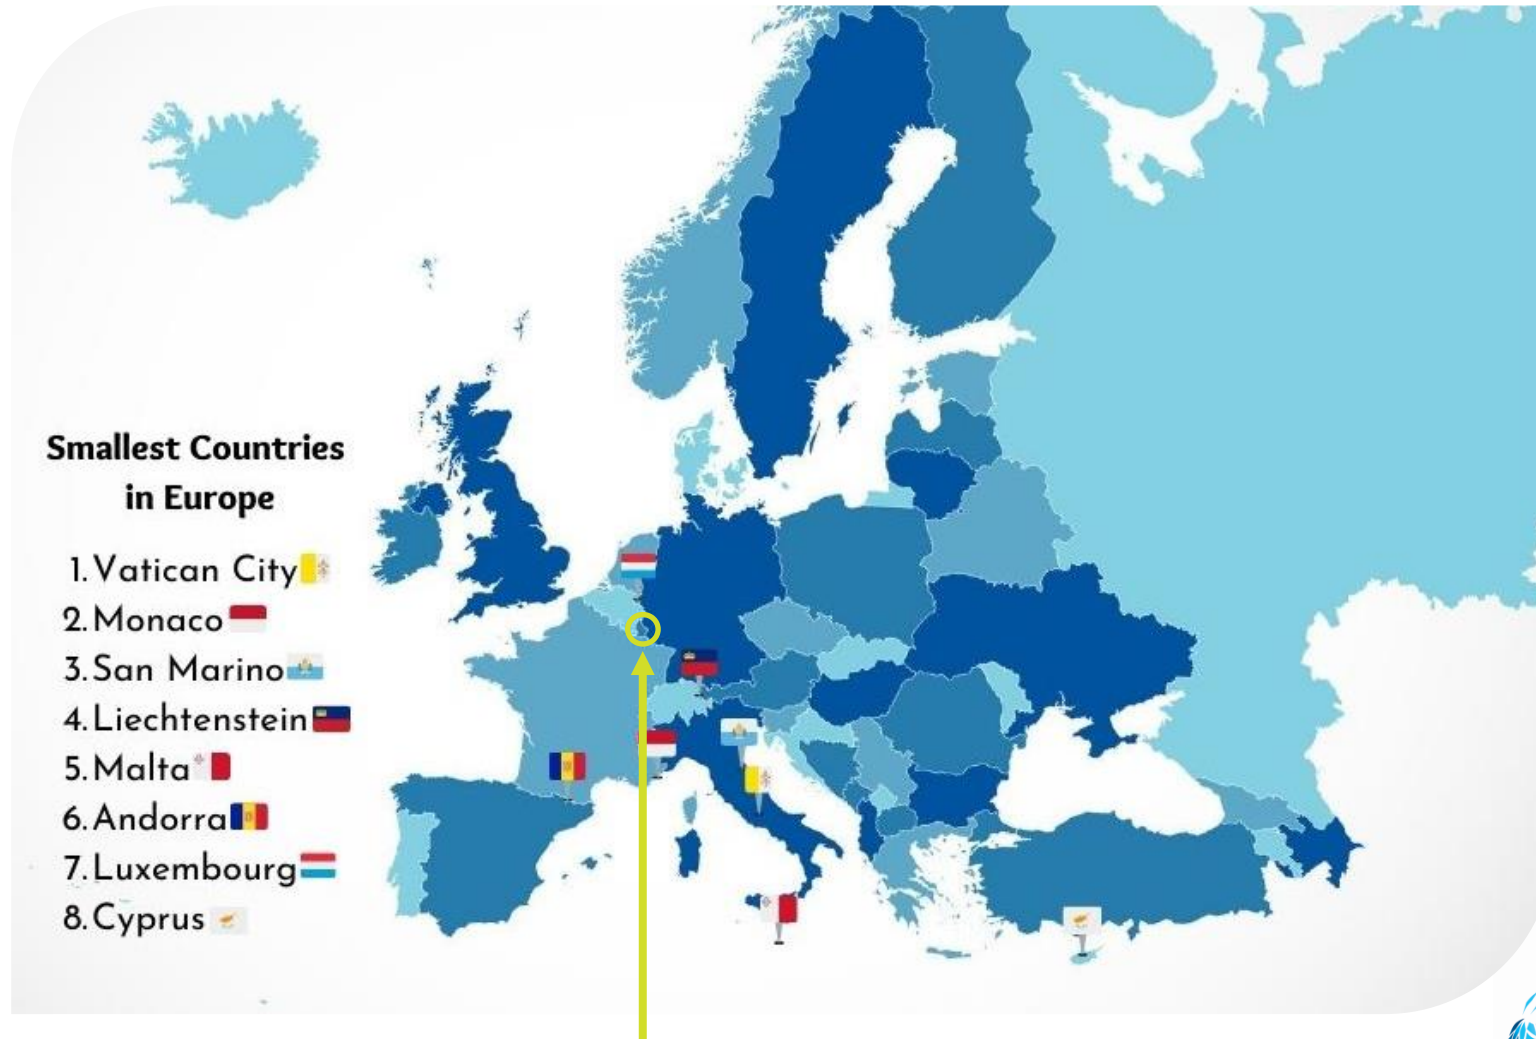 Smallest Countries
in Europe
1. Vatican City
2. Monaco
3. San Marino
4. Liechtenstein
5. Malta
6. Andorra
7. Luxembourg
8. Cyprus